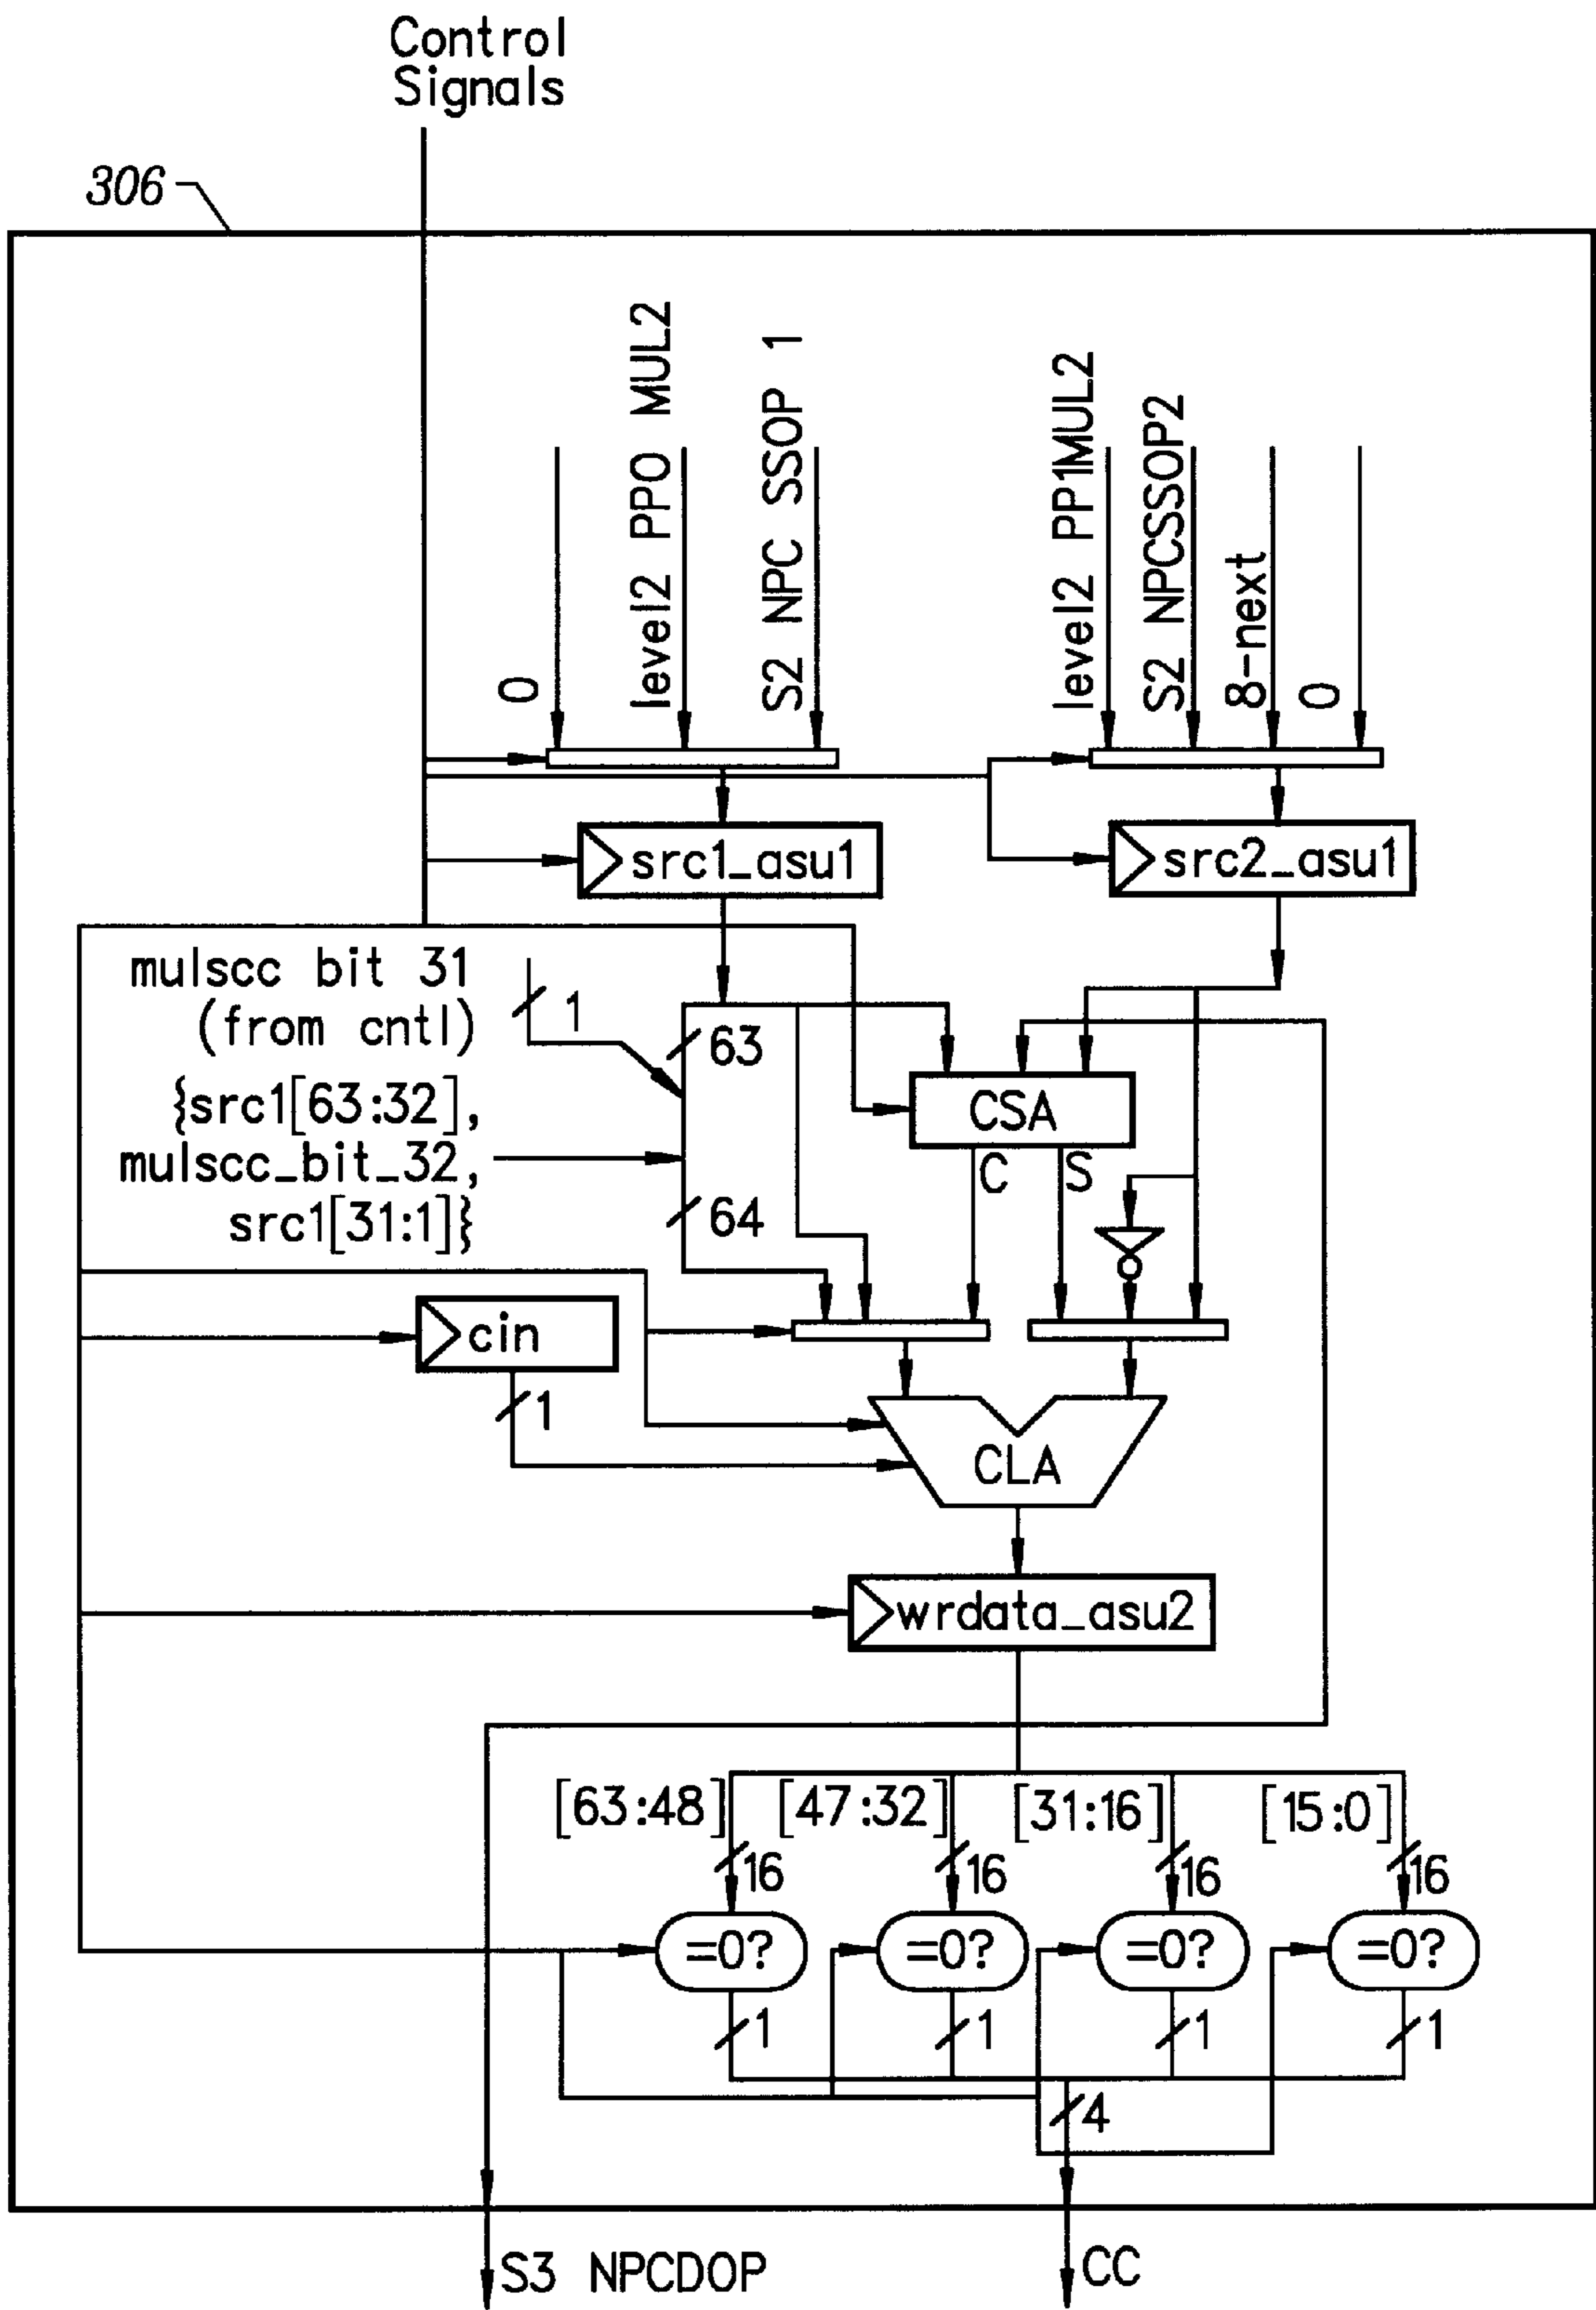 Control
Signals
306
0
level2 PPO MUL2
S2 NPC SSOP 1
level2 PP1MUL2
S2 NPCSSOP2
8-next
0
src1_asu1
src2_asu1
mulscc bit 31
(from cntl)
1
63
{src1[63:32],
mulscc_bit_32,
src1[31:1]}
64
CSA
C
S
cin
1
CLA
wrdata_asu2
[63:48]
[47:32]
[31:16]
[15:0]
16
16
16
16
=0?
=0?
=0?
=0?
1
1
1
1
4
S3 NPCDOP
CC